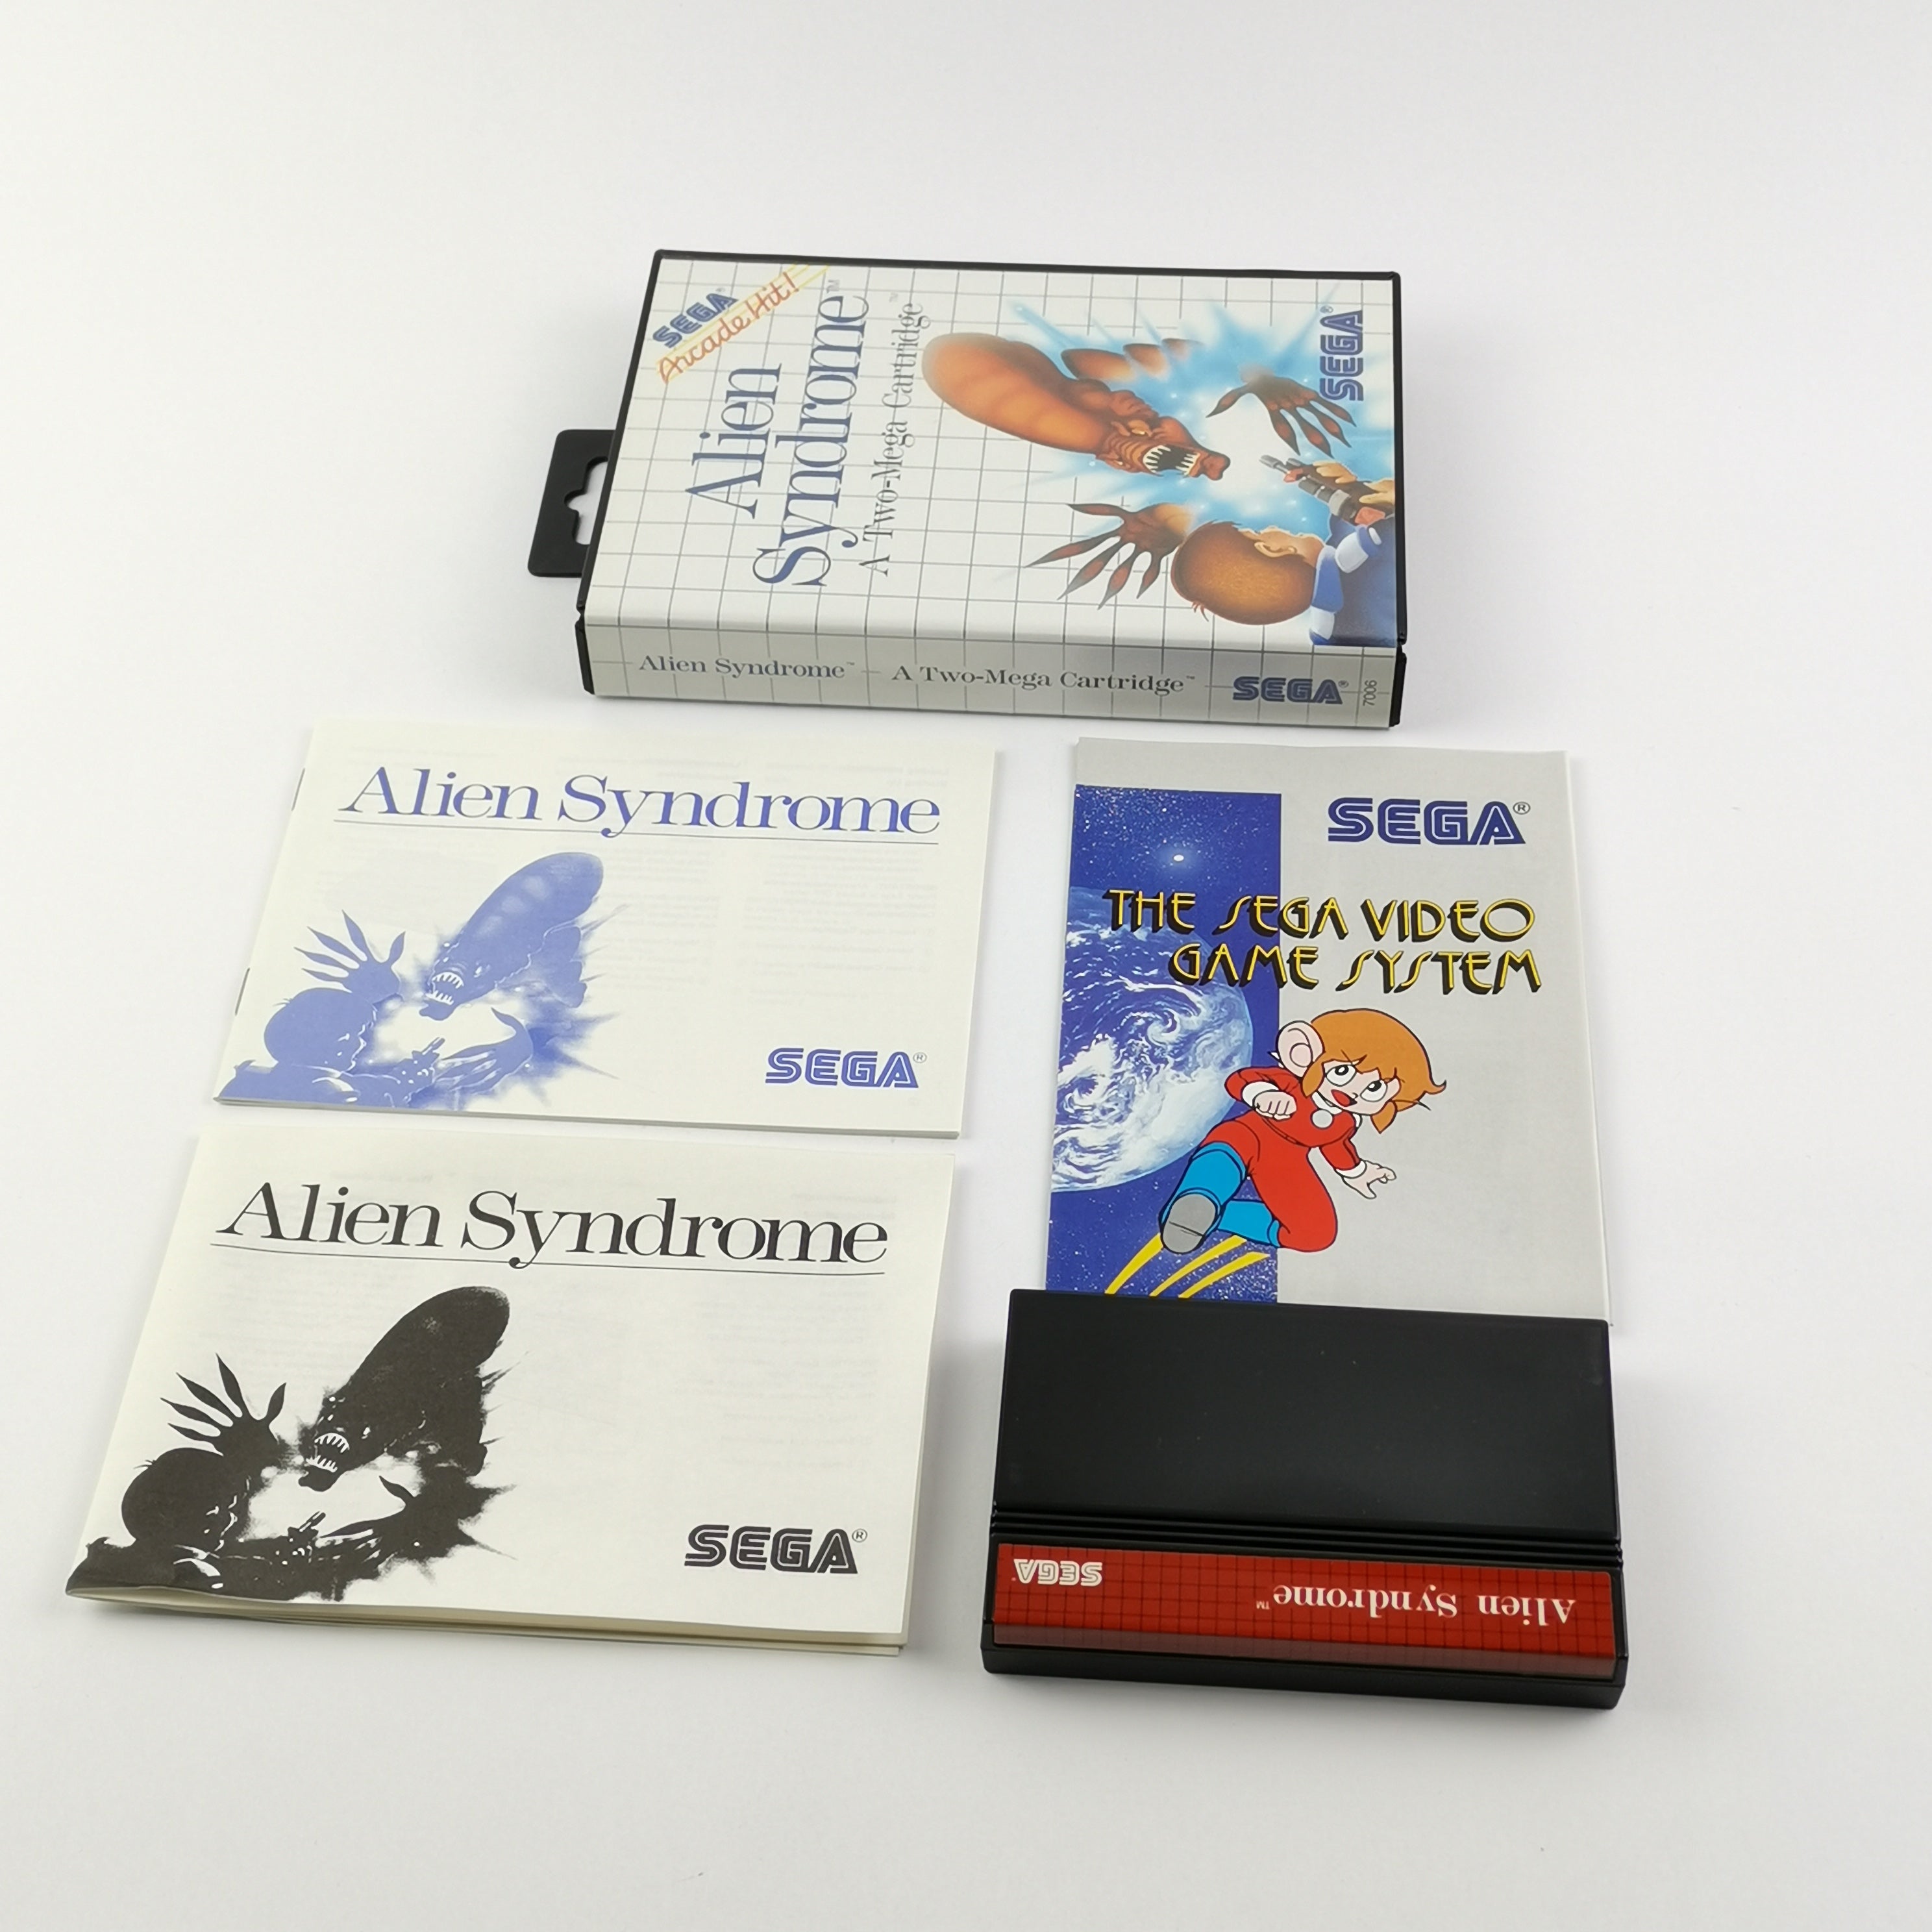 SEGA®
Arcade Hit!
Alien
Syndrome™
A Two-Mega Cartridge™
SEGA®
Alien Syndrome™ — A Two-Mega Cartridge™ SEGA®
7006
Alien Syndrome
SEGA®
SEGA®
THE SEGA VIDEO
GAME SYSTEM
Alien Syndrome
SEGA®
Alien Syndrome™ SEGA